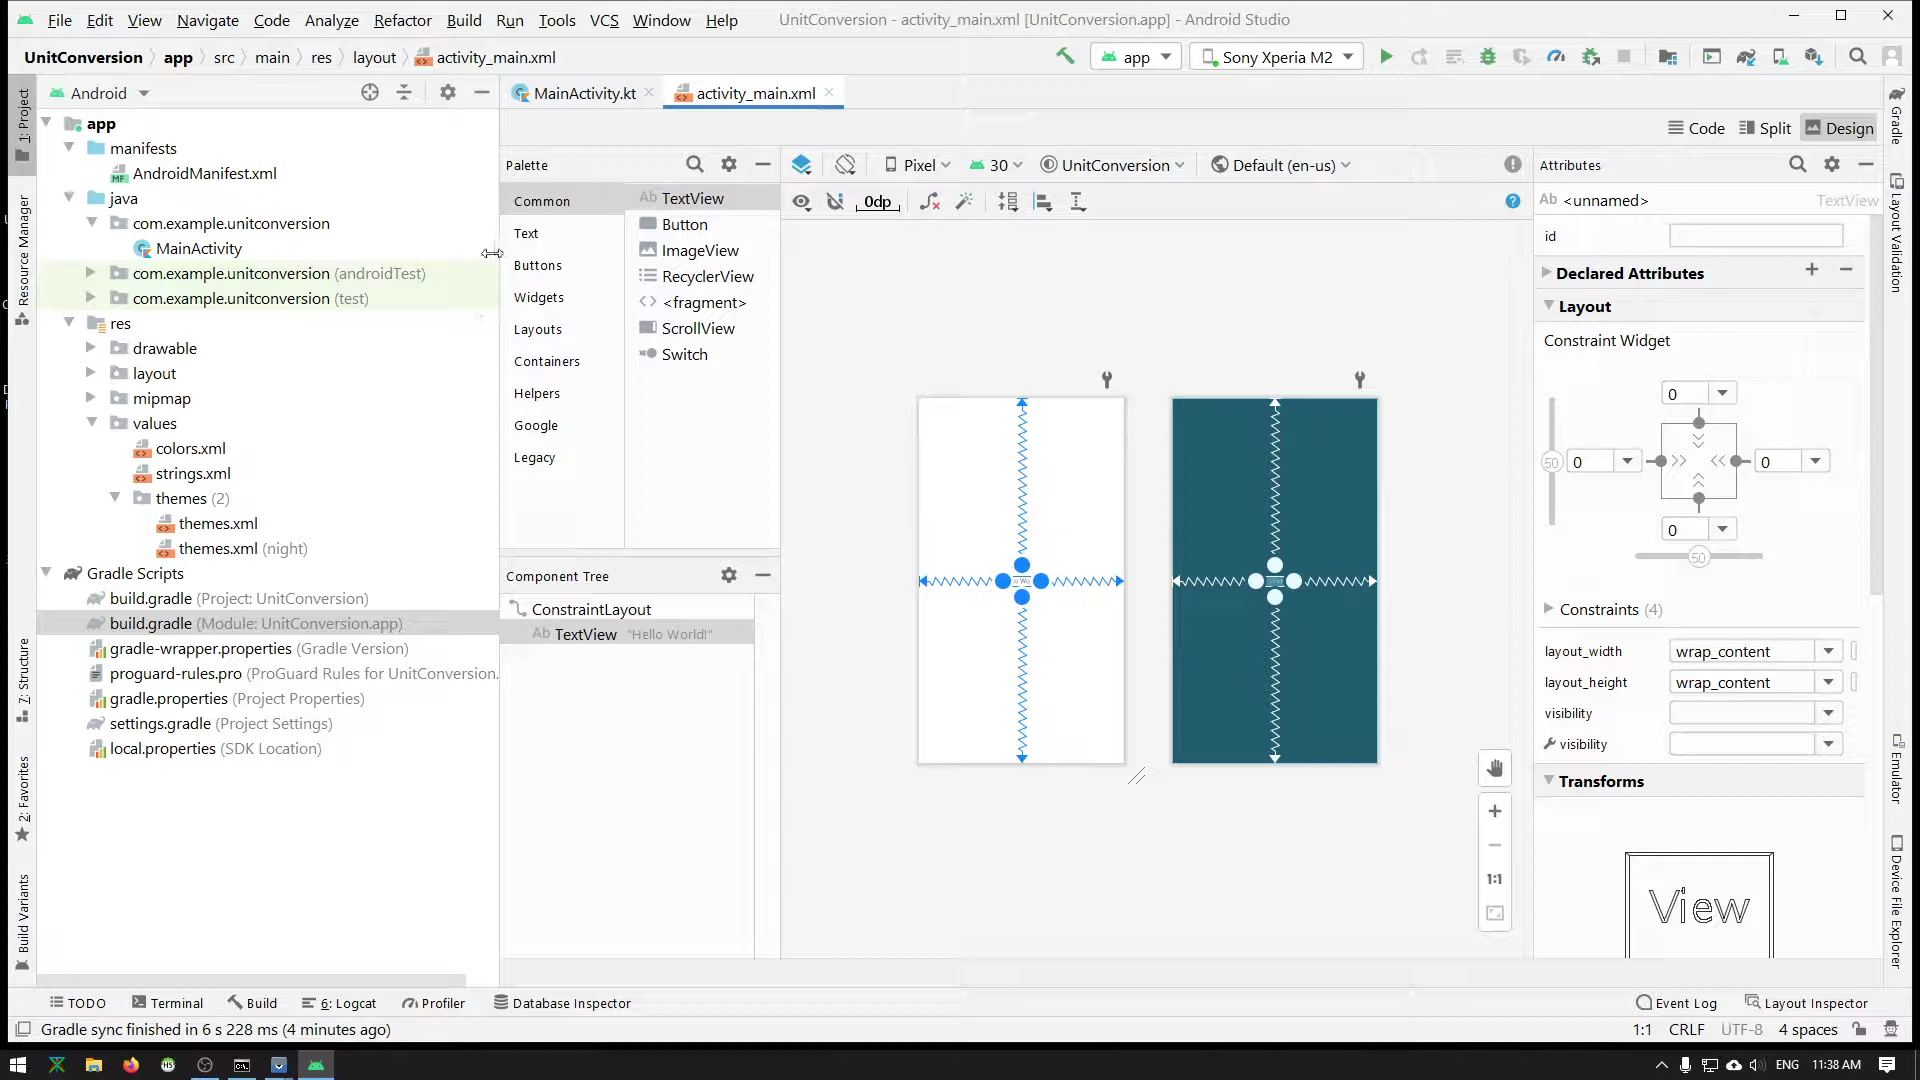 File Edit View Navigate Code Analyze Refactor Build Run Tools VCS Window Help UnitConversion - activity_main.xml [UnitConversion.app] - Android Studio
UnitConversion app src main res layout activity_main.xml app Sony Xperia M2
Android MainActivity.kt activity_main.xml
Code Split Design
1: Project
Resource Manager
7: Structure
2: Favorites
Build Variants
app
manifests
AndroidManifest.xml
java
com.example.unitconversion
MainActivity
com.example.unitconversion (androidTest)
com.example.unitconversion (test)
res
drawable
layout
mipmap
values
colors.xml
strings.xml
themes (2)
themes.xml
themes.xml (night)
Gradle Scripts
build.gradle (Project: UnitConversion)
build.gradle (Module: UnitConversion.app)
gradle-wrapper.properties (Gradle Version)
proguard-rules.pro (ProGuard Rules for UnitConversion.
gradle.properties (Project Properties)
settings.gradle (Project Settings)
local.properties (SDK Location)
Palette
Common
Text
Buttons
Widgets
Layouts
Containers
Helpers
Google
Legacy
Ab TextView
Button
ImageView
RecyclerView
<fragment>
ScrollView
Switch
Component Tree
ConstraintLayout
Ab TextView "Hello World!"
Pixel 30 UnitConversion Default (en-us)
0dp
o Wo
1:1
Attributes
Ab <unnamed> TextView
id
Declared Attributes
Layout
Constraint Widget
0
50 0 0
0
50
Constraints (4)
layout_width wrap_content
layout_height wrap_content
visibility
visibility
Transforms
View
Gradle
Layout Validation
Emulator
Device File Explorer
TODO Terminal Build 6: Logcat Profiler Database Inspector Event Log Layout Inspector
Gradle sync finished in 6 s 228 ms (4 minutes ago) 1:1 CRLF UTF-8 4 spaces
ENG 11:38 AM